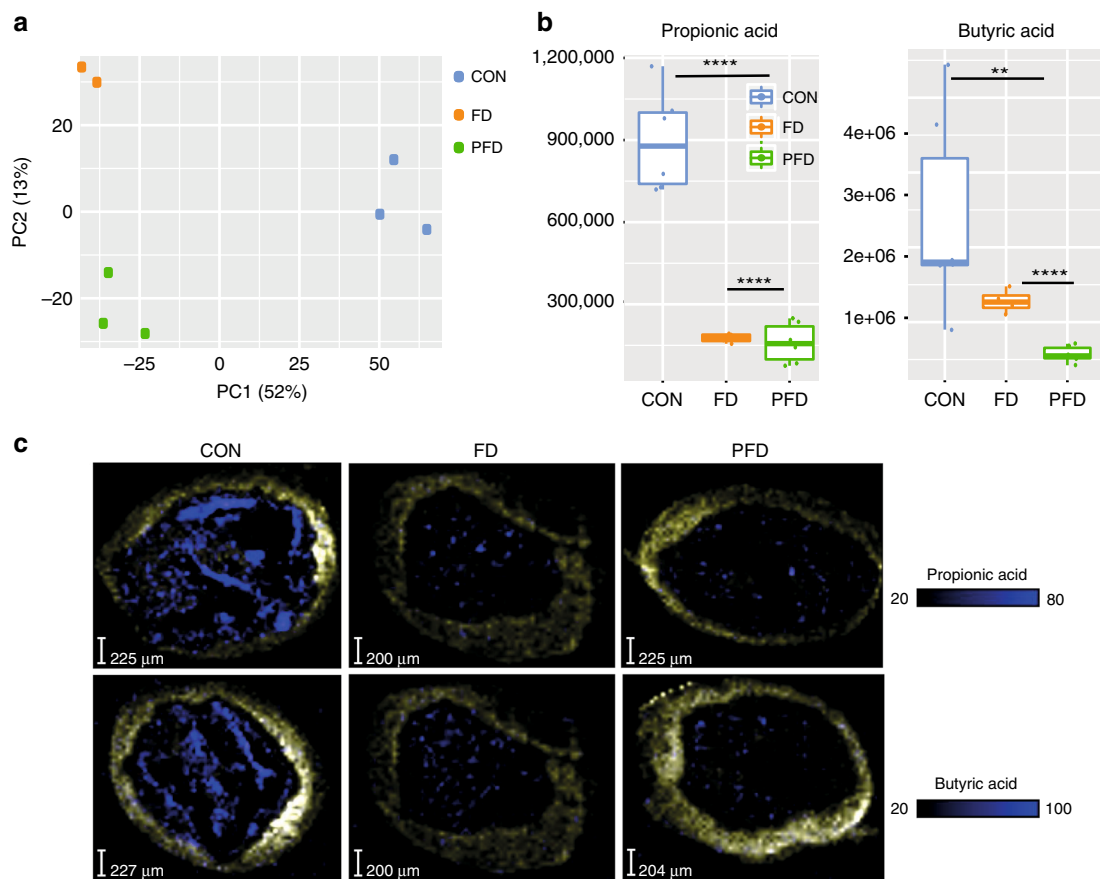 a
20
0
−20
−25
0
25
50
PC2 (13%)
PC1 (52%)
CON
FD
PFD
b
Propionic acid
1,200,000
900,000
600,000
300,000
****
****
CON
FD
PFD
CON
FD
PFD
Butyric acid
4e+06
3e+06
2e+06
1e+06
**
****
CON
FD
PFD
c
CON
FD
PFD
225 μm
200 μm
225 μm
Propionic acid
20
80
227 μm
200 μm
204 μm
Butyric acid
20
100